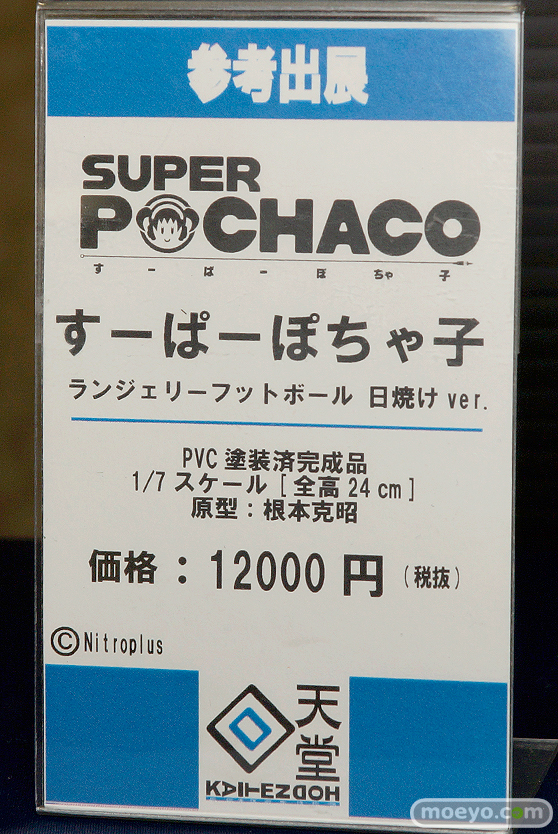 参考出展
SUPER
POCHACO
すーぱーぽちゃ子
すーぱーぽちゃ子
ランジェリーフットボール 日焼け ver.
PVC 塗装済完成品
1/7 スケール [ 全高 24 cm ]
原型:根本克昭
価格:12000 円 (税抜)
©Nitroplus
天堂
KAITENDOH
moeyo.com